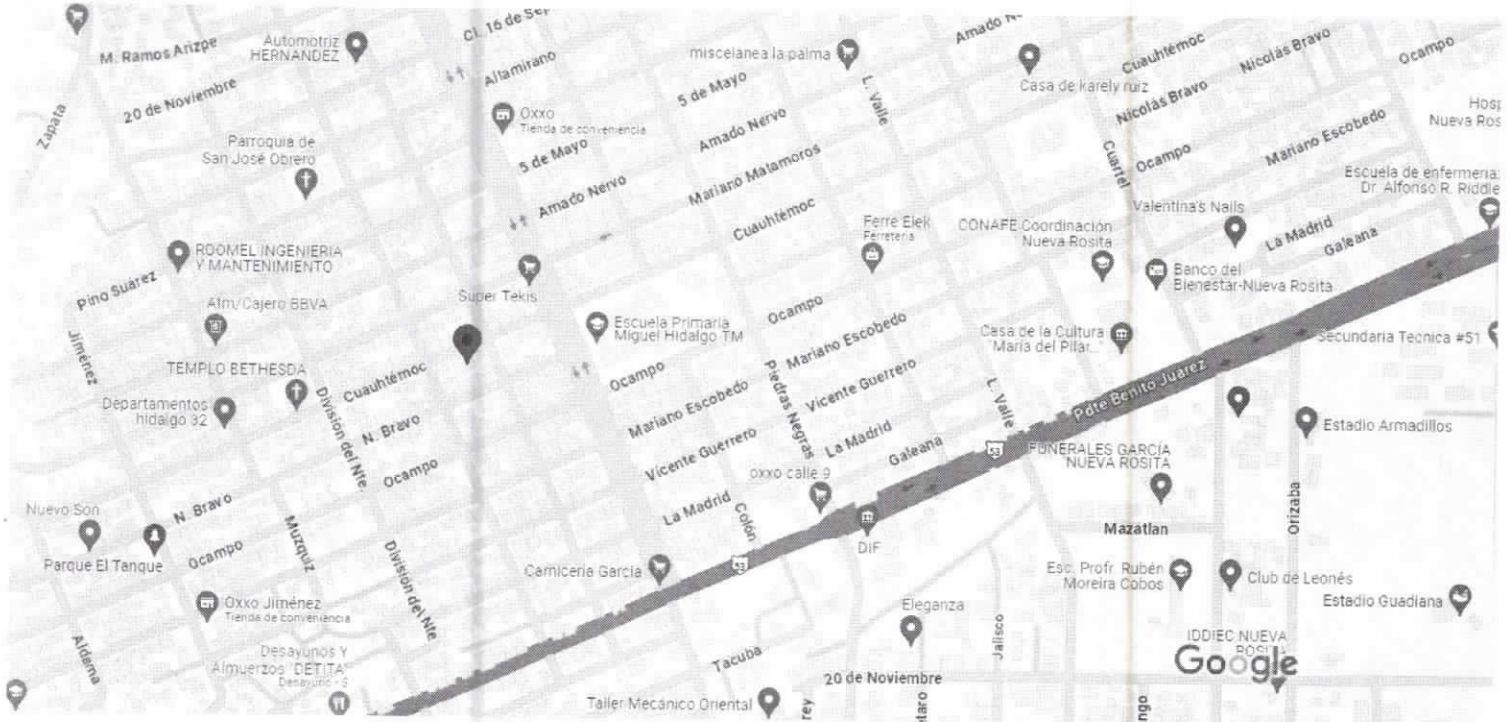 M. Ramos Arizpe
Automotriz
HERNANDEZ
20 de Noviembre
Zapata
Parroquia de
San José Obrero
Cl. 16 de Sep
Altamirano
Oxxo
Tienda de conveniencia
5 de Mayo
Amado Nervo
miscelanea la palma
5 de Mayo
Amado Nervo
Mariano Matamoros
Cuauhtémoc
L. Valle
Casa de karely ruiz
Cuauhtémoc
Nicolás Bravo
Nicolás Bravo
Ocampo
Cuartel
Ocampo
Mariano Escobedo
Nueva Ros
Escuela de enfermeria:
Dr. Alfonso R. Riddle
Valentina's Nails
La Madrid
Galeana
ROOMEL INGENIERIA
Y MANTENIMIENTO
Pino Suárez
Atm/Cajero BBVA
Jiménez
TEMPLO BETHESDA
Departamentos
hidalgo 32
Cuauhtémoc
División del Nte.
N. Bravo
Ocampo
Super Tekis
Escuela Primaria
Miguel Hidalgo TM
Ferre Elek
Ferretería
CONAFE Coordinación
Nueva Rosita
Banco del
Bienestar-Nueva Rosita
Casa de la Cultura
"María del Pilar..."
Secundaria Tecnica #51
Ocampo
Ocampo
Mariano Escobedo
Mariano Escobedo
Piedras Negras
Vicente Guerrero
Vicente Guerrero
La Madrid
Galeana
L. Valle
Pdte Benito Juárez
53
Estadio Armadillos
FUNERALES GARCÍA
NUEVA ROSITA
oxxo calle 9
La Madrid
Colón
Orizaba
Mazatlan
Nuevo Son
N. Bravo
Parque El Tanque
Ocampo
Muzquiz
División del Nte
Carnicería García
53
DIF
Esc. Profr. Rubén
Moreira Cobos
Club de Leonés
Estadio Guadiana
Oxxo Jiménez
Tienda de conveniencia
Aldama
Desayunos Y
Almuerzos "DETITA"
Eleganza
Jalisco
IDDIEC NUEVA
ROSITA
Google
Tacuba
20 de Noviembre
Taller Mecánico Oriental
rey
ntaro
ngo